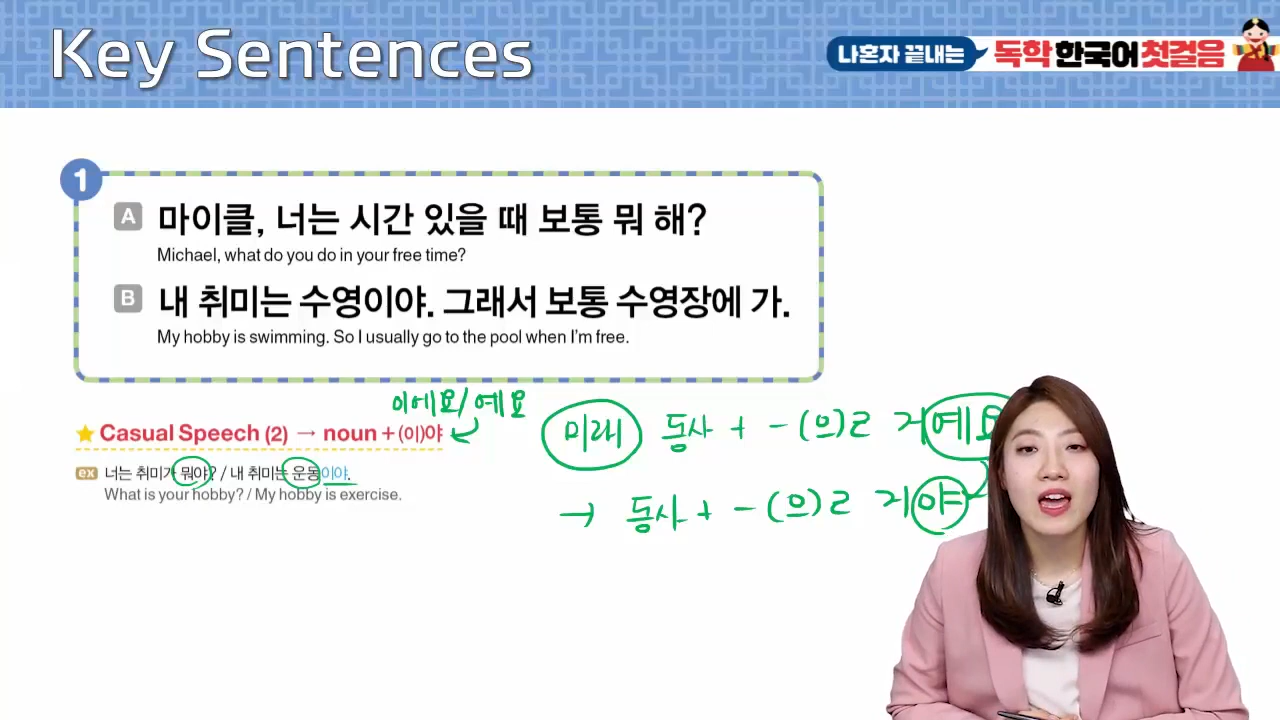 Key Sentences
나혼자 끝내는 독학 한국어 첫걸음
1
A 마이클, 너는 시간 있을 때 보통 뭐 해?
Michael, what do you do in your free time?
B 내 취미는 수영이야. 그래서 보통 수영장에 가.
My hobby is swimming. So I usually go to the pool when I'm free.
이에요/예요
Casual Speech (2) → noun + (이)야
미래 동사 + -(으)ㄹ 거예요
ex 너는 취미가 뭐야? / 내 취미는 운동이야.
What is your hobby? / My hobby is exercise.
→ 동사 + -(으)ㄹ 거야